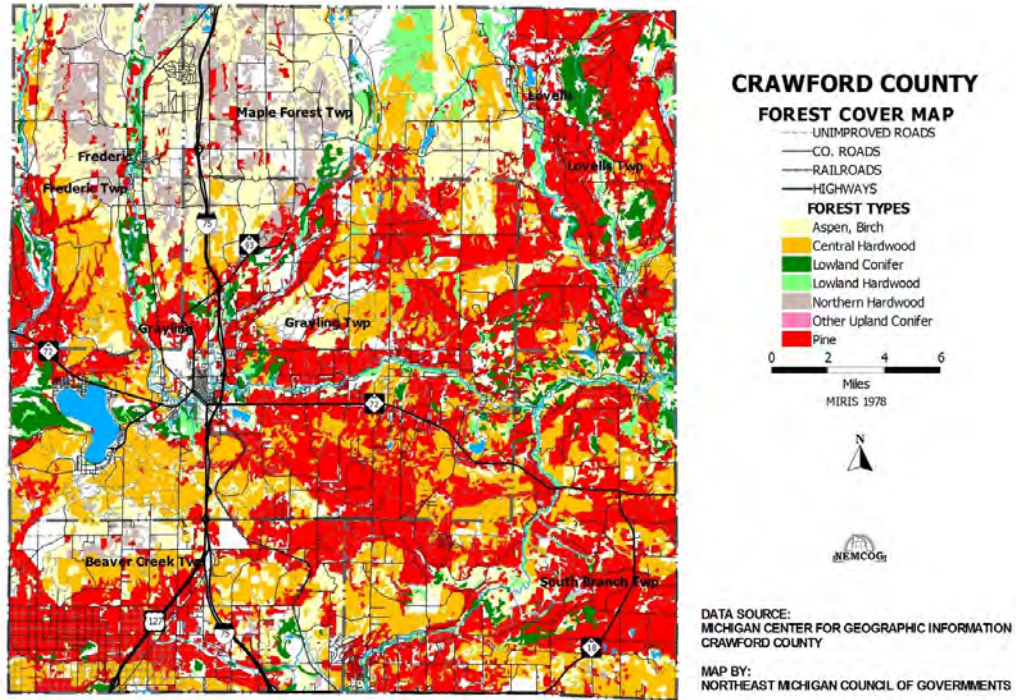 CRAWFORD COUNTY
FOREST COVER MAP
UNIMPROVED ROADS
CO. ROADS
RAILROADS
HIGHWAYS
FOREST TYPES
Aspen, Birch
Central Hardwood
Lowland Conifer
Lowland Hardwood
Northern Hardwood
Other Upland Conifer
Pine
0 2 4 6
Miles
MIRIS 1978
N
NEMCOG
DATA SOURCE:
MICHIGAN CENTER FOR GEOGRAPHIC INFORMATION
CRAWFORD COUNTY
MAP BY:
NORTHEAST MICHIGAN COUNCIL OF GOVERNMENTS
Maple Forest Twp
Lovells
Frederic
Lovells Twp
Frederic Twp
75
93
Grayling
Grayling Twp
72
72
Beaver Creek Twp
South Branch Twp
127
75
18